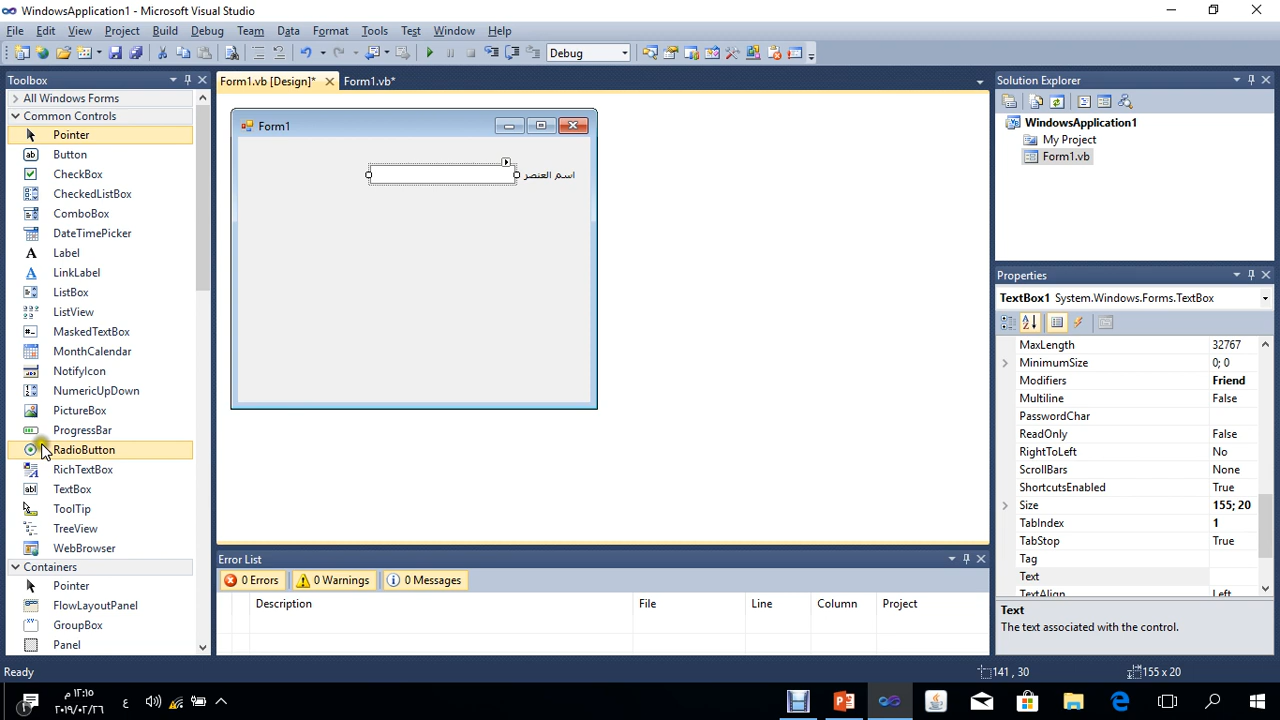 WindowsApplication1 - Microsoft Visual Studio
File Edit View Project Build Debug Team Format Tools Test Window Help
Debug
Toolbox
All Windows Forms
Common Controls
Pointer
Button
CheckBox
CheckedListBox
ComboBox
DateTimePicker
Label
LinkLabel
ListBox
ListView
MaskedTextBox
MonthCalendar
NotifyIcon
NumericUpDown
PictureBox
ProgressBar
RadioButton
RichTextBox
TextBox
ToolTip
TreeView
WebBrowser
Containers
Pointer
FlowLayoutPanel
GroupBox
Panel
Form1.vb [Design]* Form1.vb*
Form1
اسم العنصر
Error List
0 Errors 0 Warnings 0 Messages
Description File Line Column Project
Solution Explorer
WindowsApplication1
My Project
Form1.vb
Properties
TextBox1 System.Windows.Forms.TextBox
MaxLength 32767
MinimumSize 0; 0
Modifiers Friend
Multiline False
PasswordChar
ReadOnly False
RightToLeft No
ScrollBars None
ShortcutsEnabled True
Size 155; 20
TabIndex 1
TabStop True
Tag
Text
TextAlign Left
Text
The text associated with the control.
Ready 141 , 30 155 x 20
١٢:١٥ م
٢٠١٩/٠٢/٢٦
ع